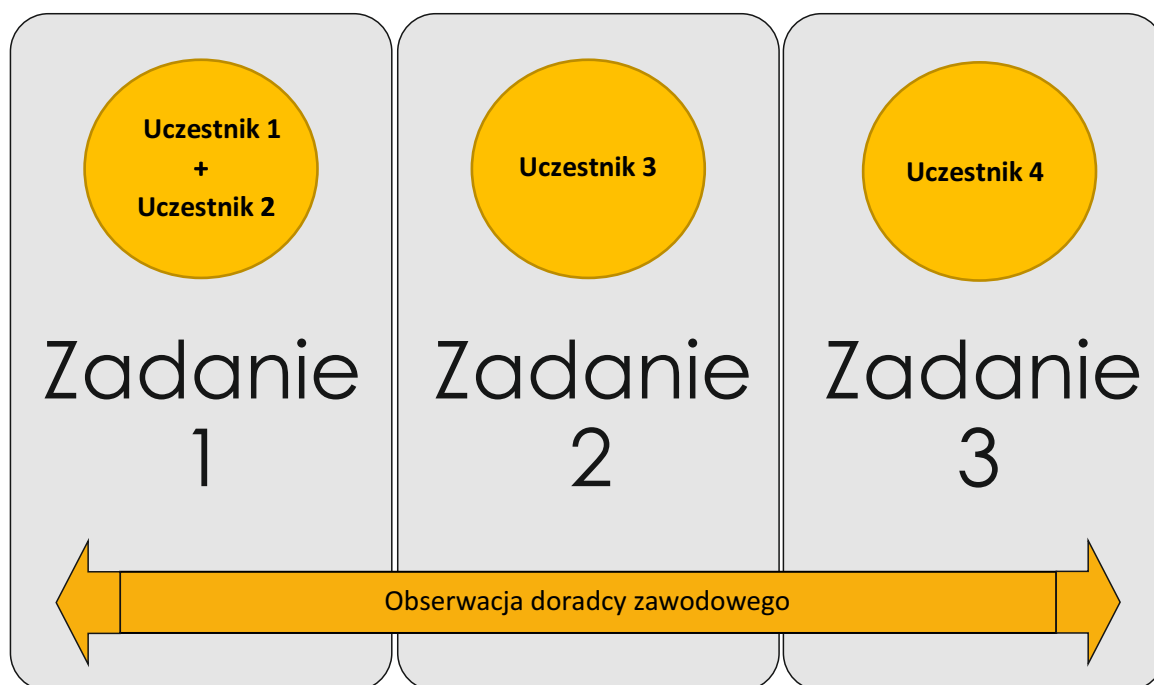 Uczestnik 1
+
Uczestnik 2
Zadanie
1
Uczestnik 3
Zadanie
2
Uczestnik 4
Zadanie
3
Obserwacja doradcy zawodowego